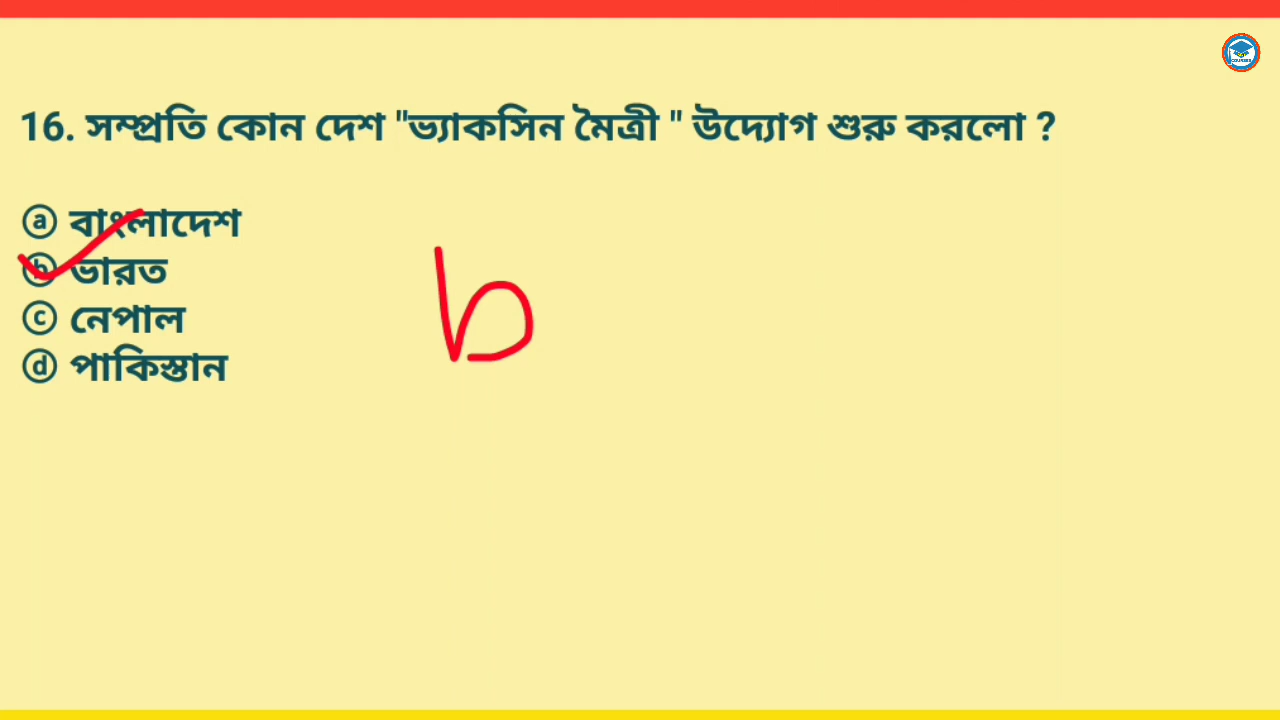 16. সম্প্রতি কোন দেশ "ভ্যাকসিন মৈত্রী " উদ্যোগ শুরু করলো ?
ⓐ বাংলাদেশ
ⓑ ভারত
ⓒ নেপাল
ⓓ পাকিস্তান
b